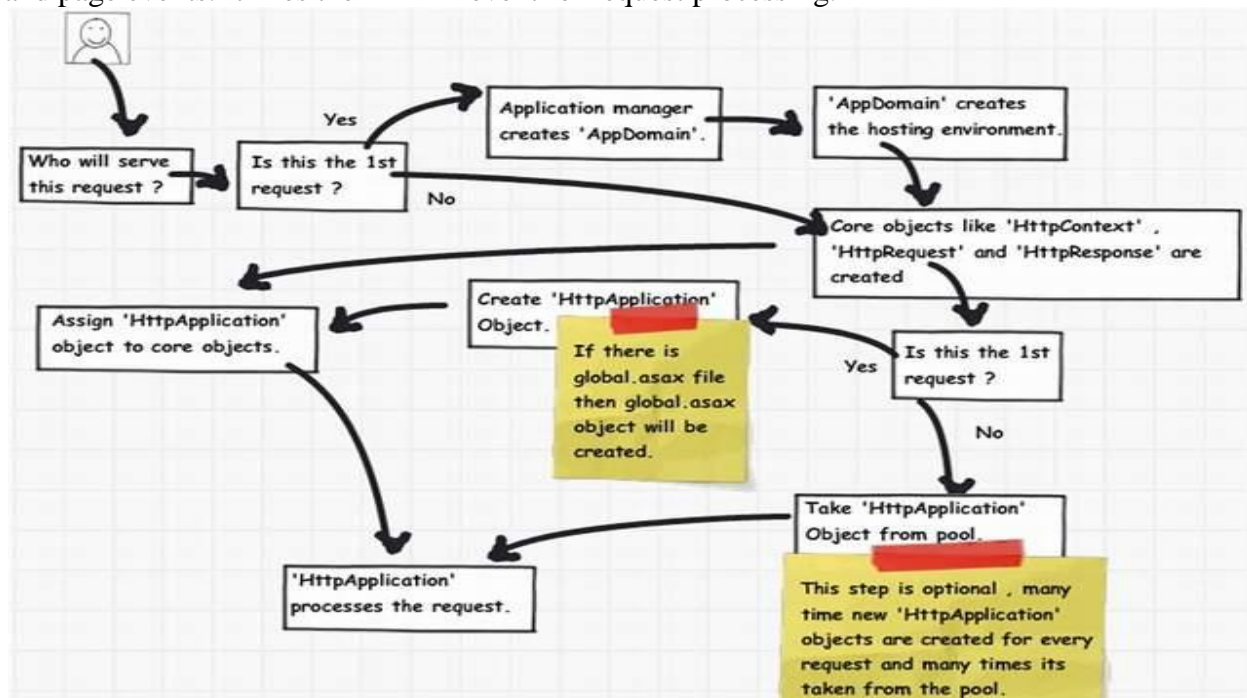 Yes
Application manager
creates 'AppDomain'.
'AppDomain' creates
the hosting environment.
Who will serve
this request ?
Is this the 1st
request ?
No
Core objects like 'HttpContext' ,
'HttpRequest' and 'HttpResponse' are
created
Create 'HttpApplication'
Object.
Assign 'HttpApplication'
object to core objects.
If there is
global.asax file
then global.asax
object will be
created.
Yes
Is this the 1st
request ?
No
Take 'HttpApplication'
Object from pool.
'HttpApplication'
processes the request.
This step is optional , many
time new 'HttpApplication'
objects are created for every
request and many times its
taken from the pool.